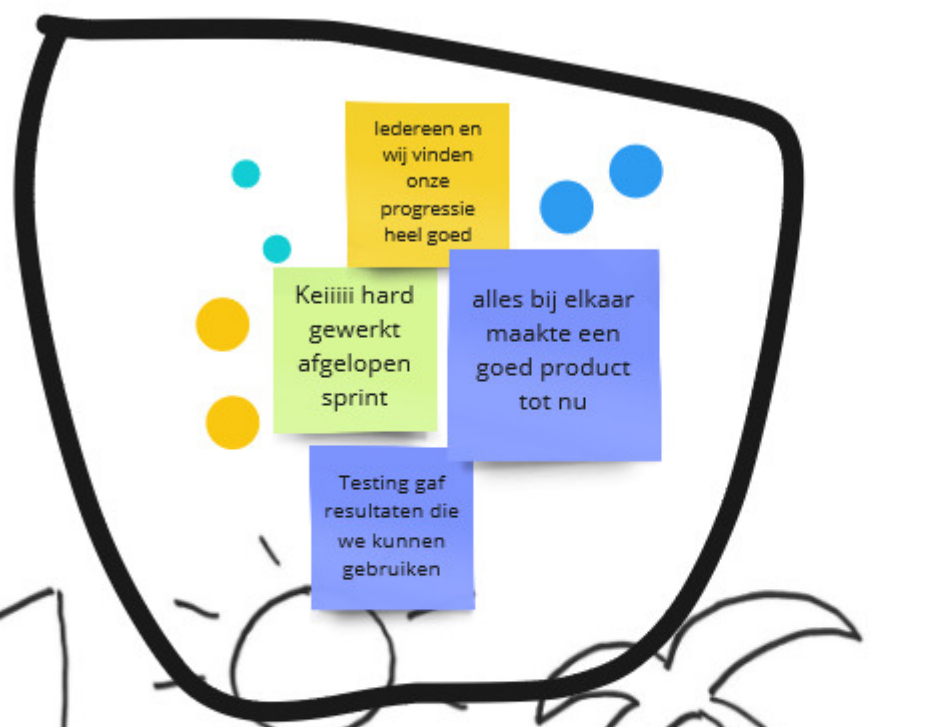 Iedereen en
wij vinden
onze
progressie
heel goed
Keiiiii hard
gewerkt
afgelopen
sprint
alles bij elkaar
maakte een
goed product
tot nu
Testing gaf
resultaten die
we kunnen
gebruiken